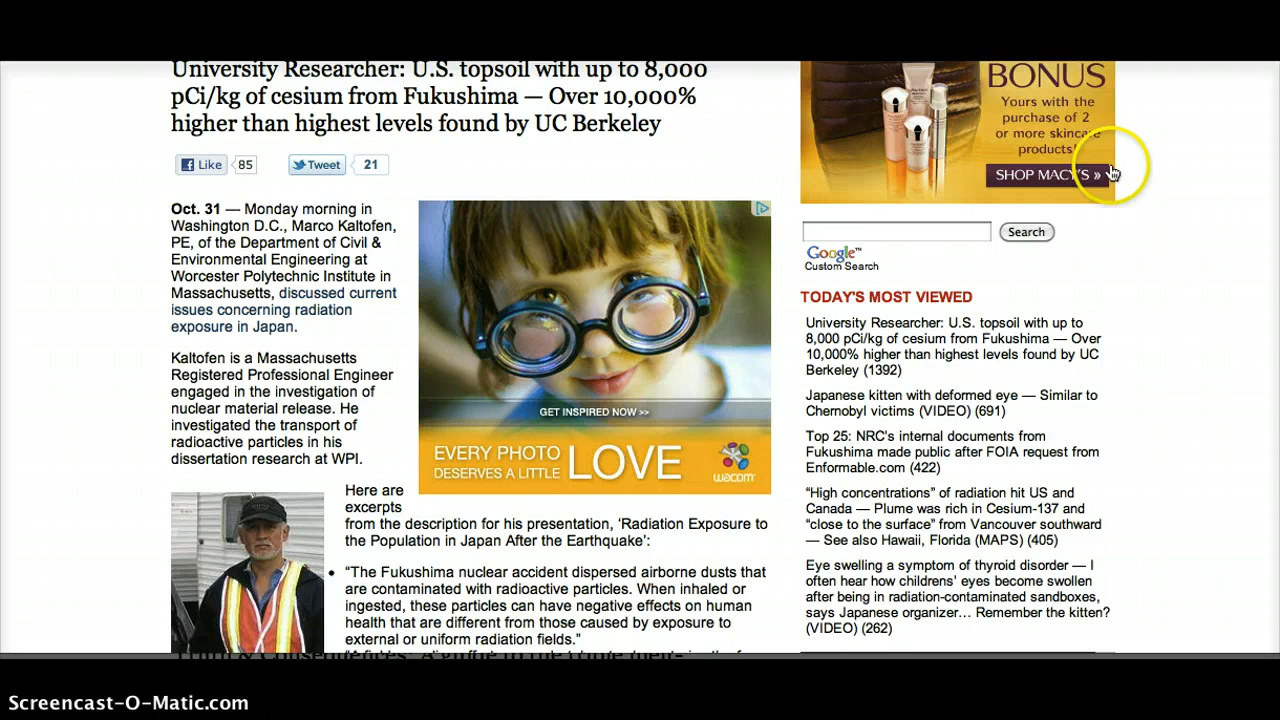 University Researcher: U.S. topsoil with up to 8,000
pCi/kg of cesium from Fukushima — Over 10,000%
higher than highest levels found by UC Berkeley
Like 85 Tweet 21
Oct. 31 — Monday morning in
Washington D.C., Marco Kaltofen,
PE, of the Department of Civil &
Environmental Engineering at
Worcester Polytechnic Institute in
Massachusetts, discussed current
issues concerning radiation
exposure in Japan.
Kaltofen is a Massachusetts
Registered Professional Engineer
engaged in the investigation of
nuclear material release. He
investigated the transport of
radioactive particles in his
dissertation research at WPI.
GET INSPIRED NOW >>
EVERY PHOTO
DESERVES A LITTLE LOVE
wacom
Here are
excerpts
from the description for his presentation, ‘Radiation Exposure to
the Population in Japan After the Earthquake’:
• “The Fukushima nuclear accident dispersed airborne dusts that
are contaminated with radioactive particles. When inhaled or
ingested, these particles can have negative effects on human
health that are different from those caused by exposure to
external or uniform radiation fields.”
BONUS
Yours with the
purchase of 2
or more skincare
products!
SHOP MACY'S »
Search
Google™
Custom Search
TODAY'S MOST VIEWED
University Researcher: U.S. topsoil with up to
8,000 pCi/kg of cesium from Fukushima — Over
10,000% higher than highest levels found by UC
Berkeley (1392)
Japanese kitten with deformed eye — Similar to
Chernobyl victims (VIDEO) (691)
Top 25: NRC's internal documents from
Fukushima made public after FOIA request from
Enformable.com (422)
“High concentrations” of radiation hit US and
Canada — Plume was rich in Cesium-137 and
“close to the surface” from Vancouver southward
— See also Hawaii, Florida (MAPS) (405)
Eye swelling a symptom of thyroid disorder — I
often hear how childrens' eyes become swollen
after being in radiation-contaminated sandboxes,
says Japanese organizer… Remember the kitten?
(VIDEO) (262)
Screencast-O-Matic.com